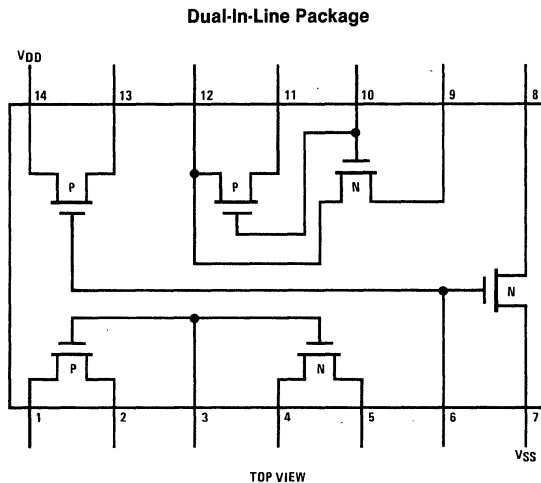 Dual-In-Line Package
VDD
14 13 12 11 10 9 8
P P N
N
P N
1 2 3 4 5 6 7
VSS
TOP VIEW